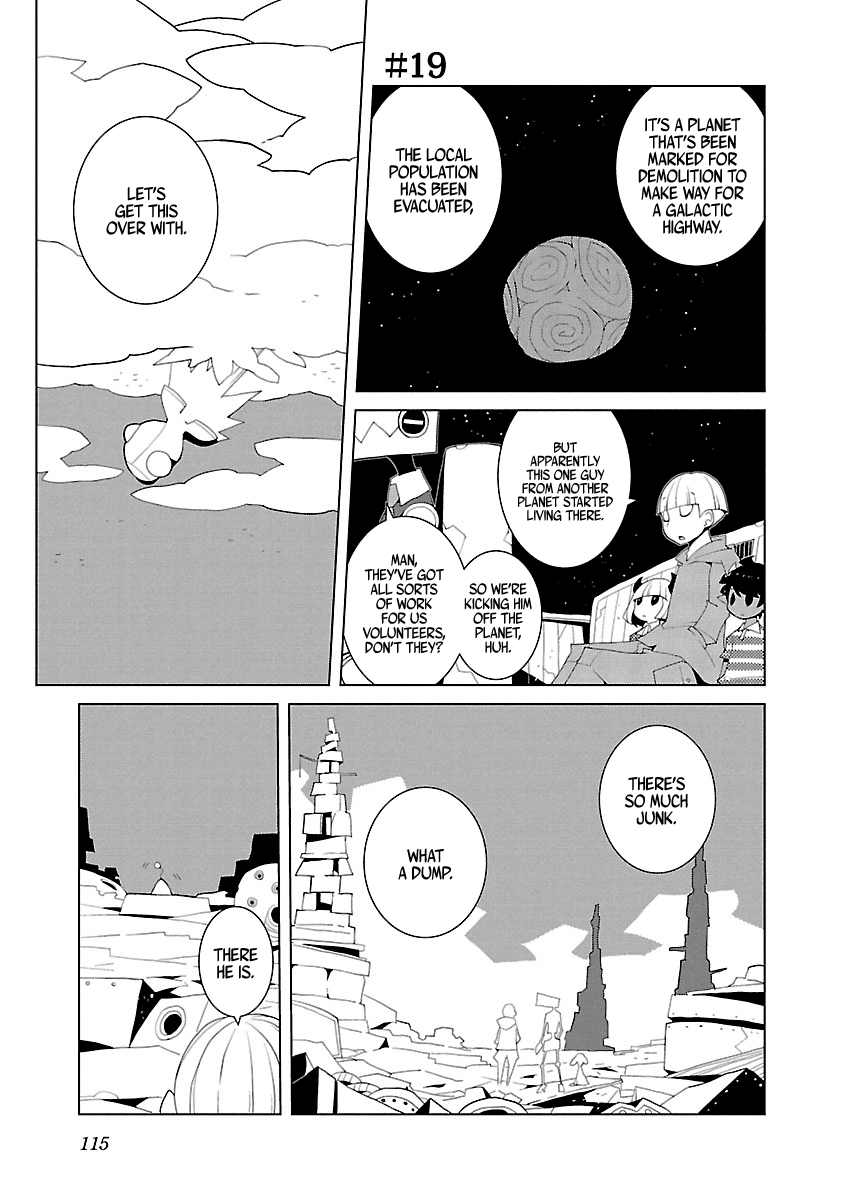 #19
IT'S A PLANET
THAT'S BEEN
MARKED FOR
DEMOLITION TO
MAKE WAY FOR
A GALACTIC
HIGHWAY.
THE LOCAL
POPULATION
HAS BEEN
EVACUATED,
BUT
APPARENTLY
THIS ONE GUY
FROM ANOTHER
PLANET STARTED
LIVING THERE.
SO WE'RE
KICKING HIM
OFF THE
PLANET,
HUH.
MAN,
THEY'VE GOT
ALL SORTS
OF WORK
FOR US
VOLUNTEERS,
DON'T THEY?
LET'S
GET THIS
OVER WITH.
THERE'S
SO MUCH
JUNK.
WHAT
A DUMP.
THERE
HE IS.
115